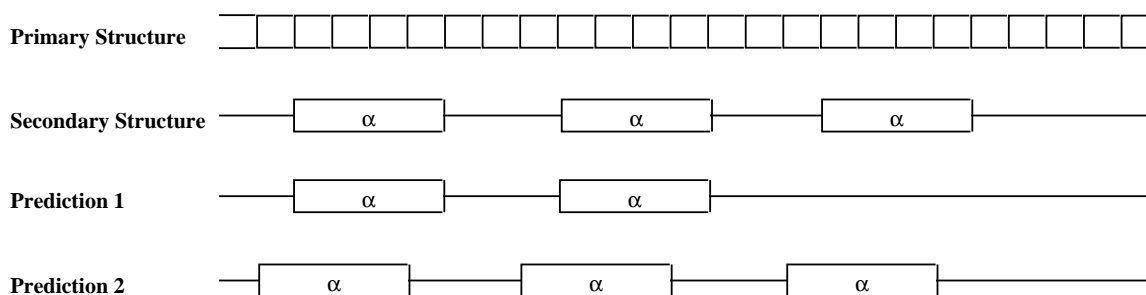 Primary Structure
Secondary Structure α α α
Prediction 1 α α
Prediction 2 α α α